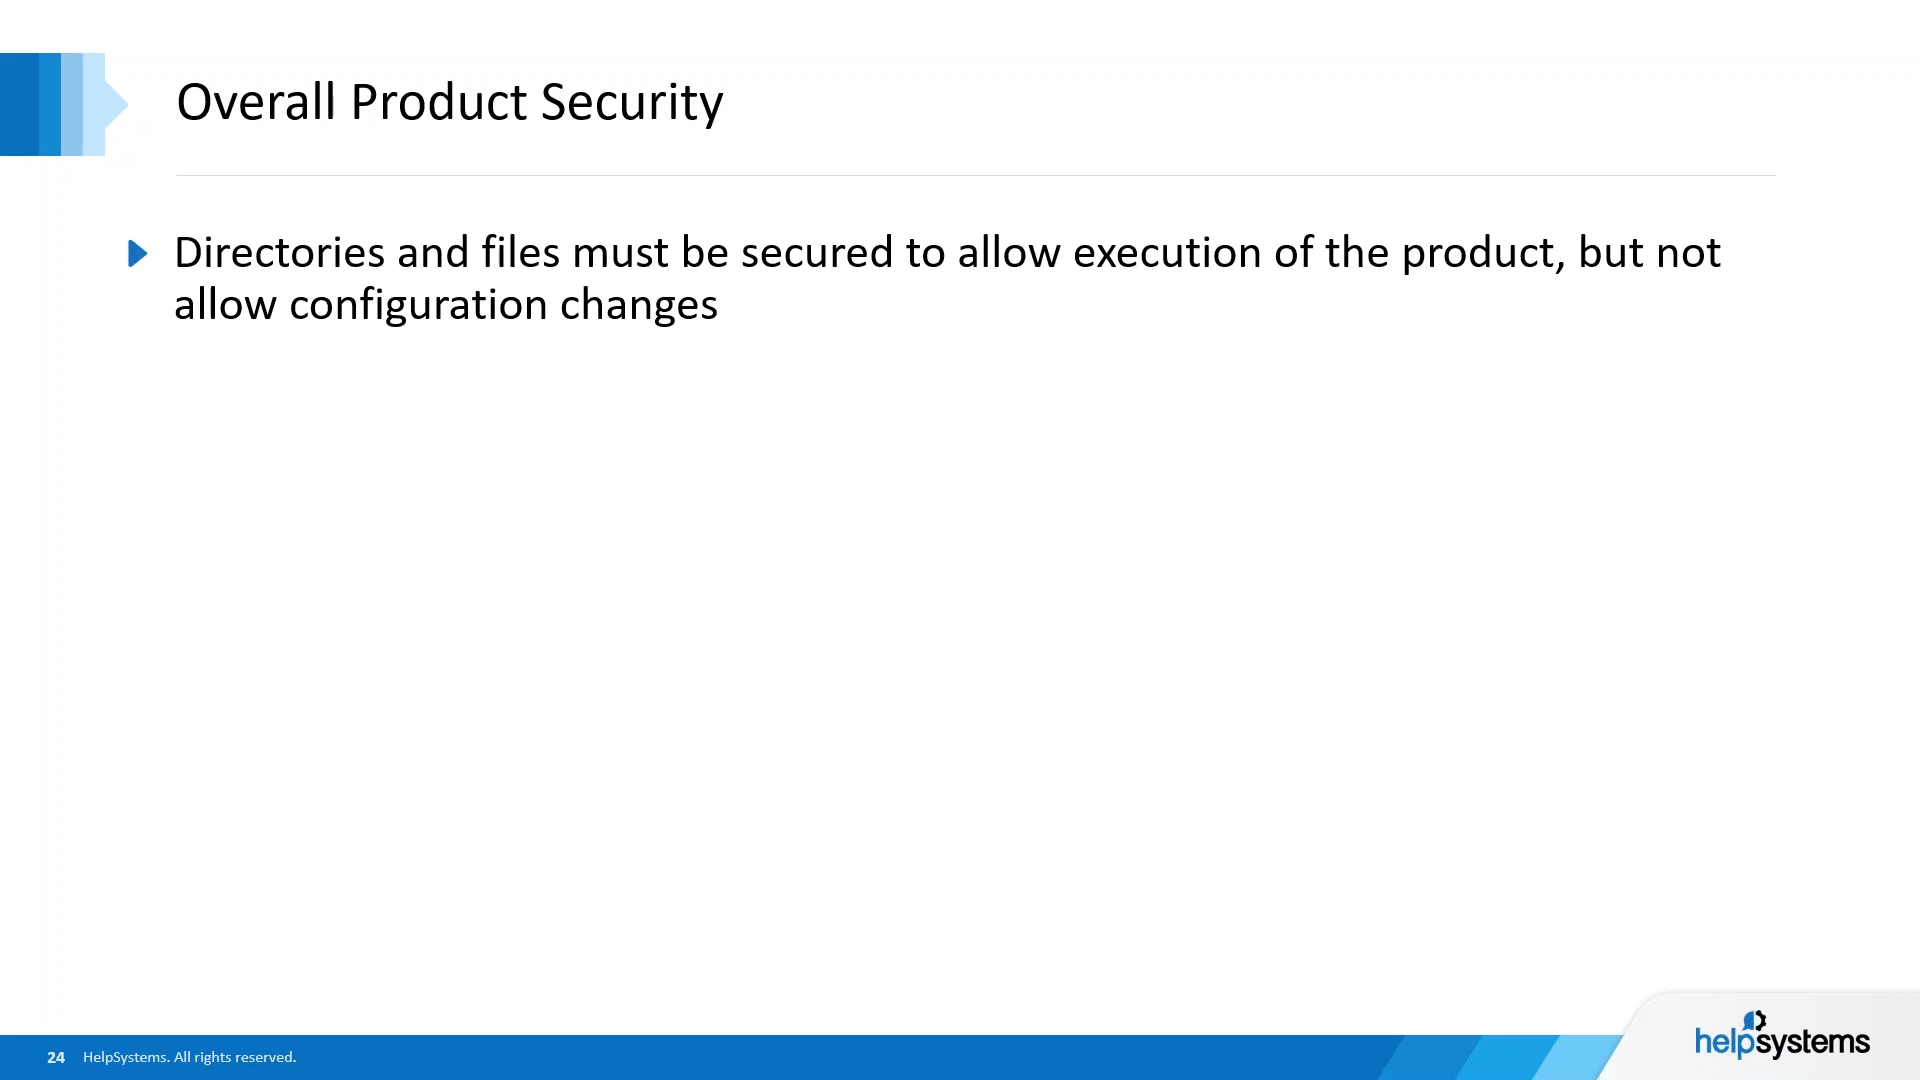 Overall Product Security
Directories and files must be secured to allow execution of the product, but not
allow configuration changes
24 HelpSystems. All rights reserved.
helpsystems